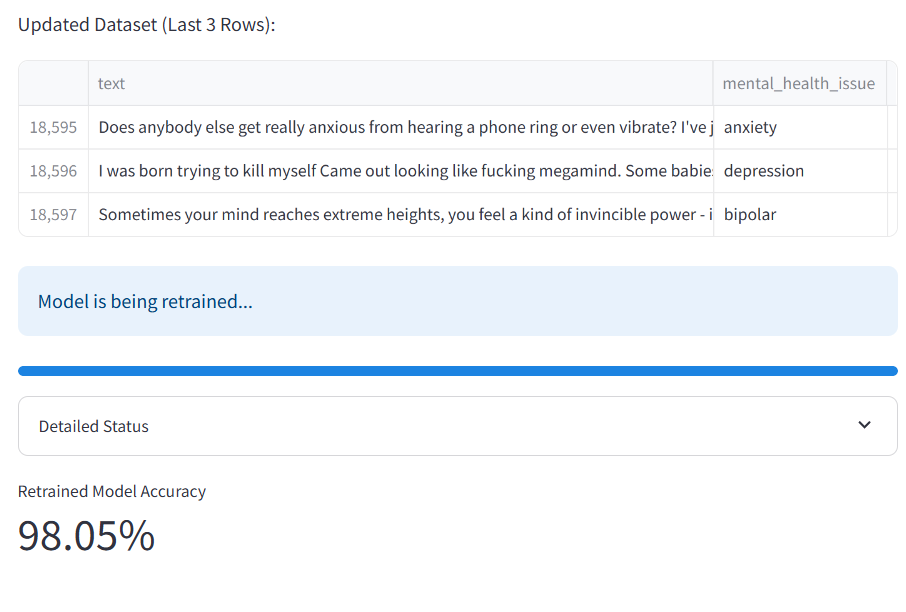 Updated Dataset (Last 3 Rows):
text mental_health_issue
18,595 Does anybody else get really anxious from hearing a phone ring or even vibrate? I've j anxiety
18,596 I was born trying to kill myself Came out looking like fucking megamind. Some babies depression
18,597 Sometimes your mind reaches extreme heights, you feel a kind of invincible power - i bipolar
Model is being retrained...
Detailed Status
Retrained Model Accuracy
98.05%